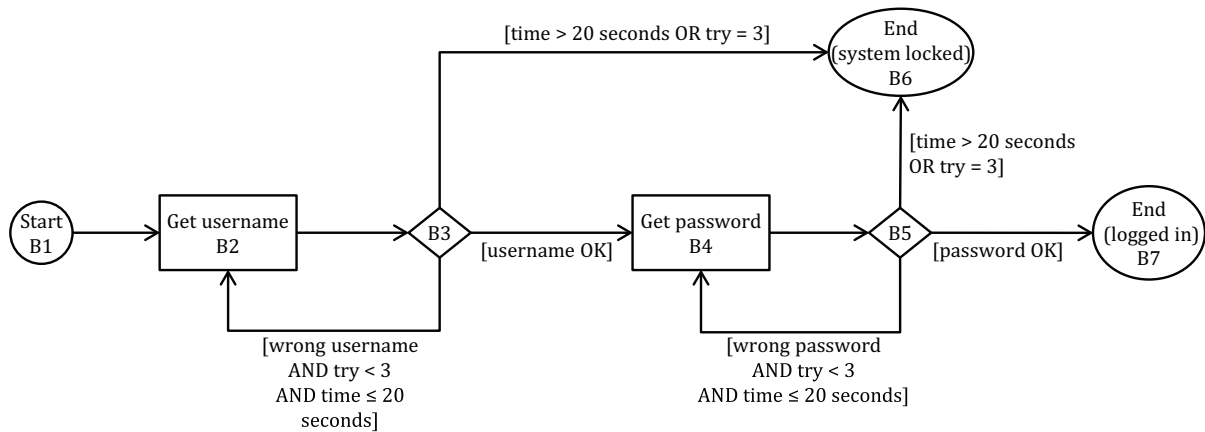 [time > 20 seconds OR try = 3]
End
(system locked)
B6
[time > 20 seconds
OR try = 3]
Start
B1
Get username
B2
B3
[username OK]
Get password
B4
B5
[password OK]
End
(logged in)
B7
[wrong username
AND try < 3
AND time ≤ 20
seconds]
[wrong password
AND try < 3
AND time ≤ 20 seconds]